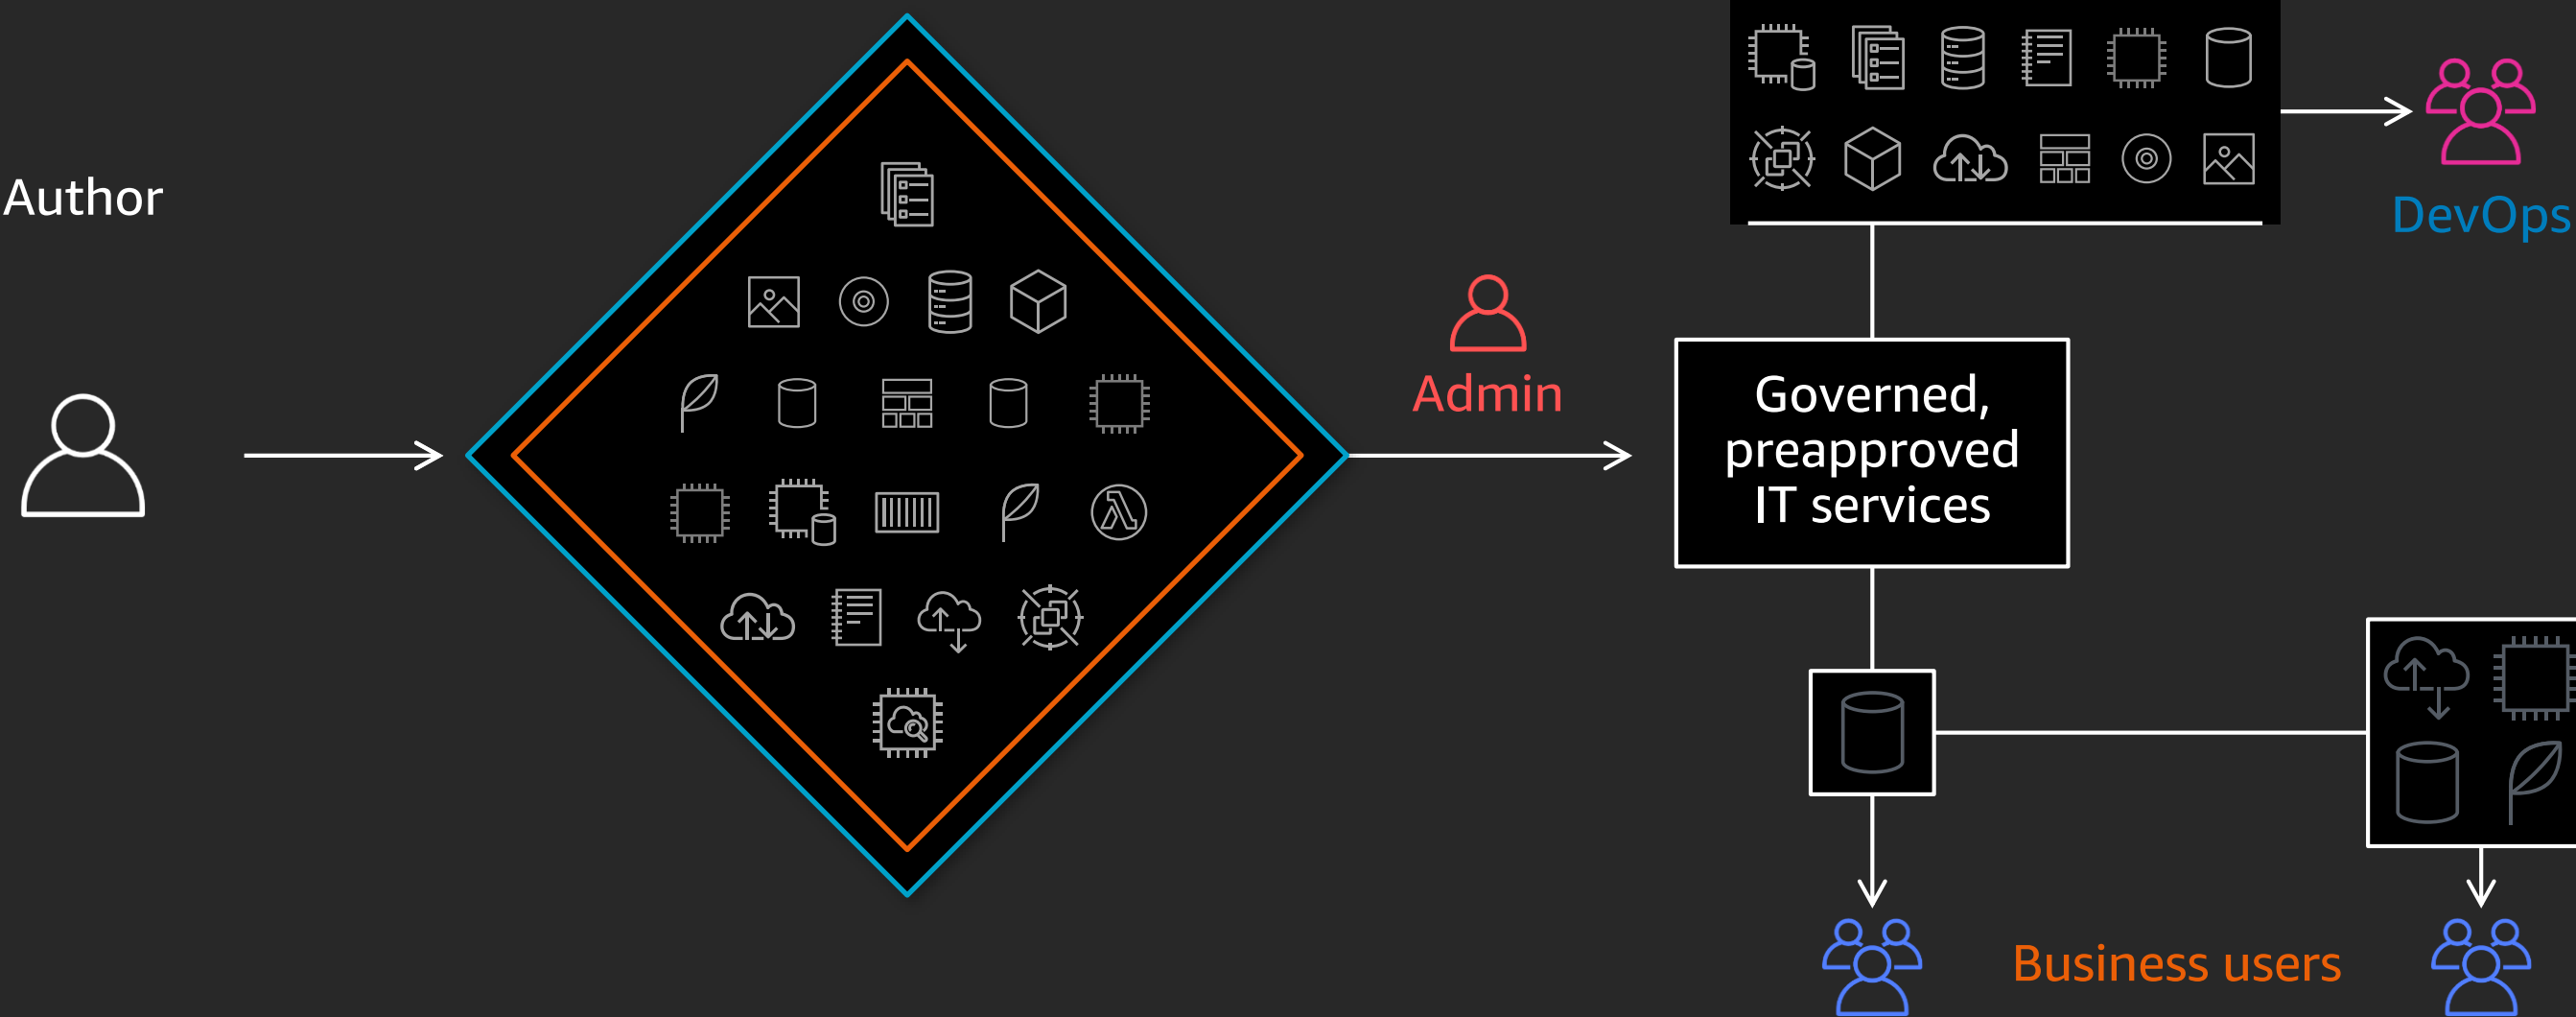 Author
Admin
Governed,
preapproved
IT services
DevOps
Business users